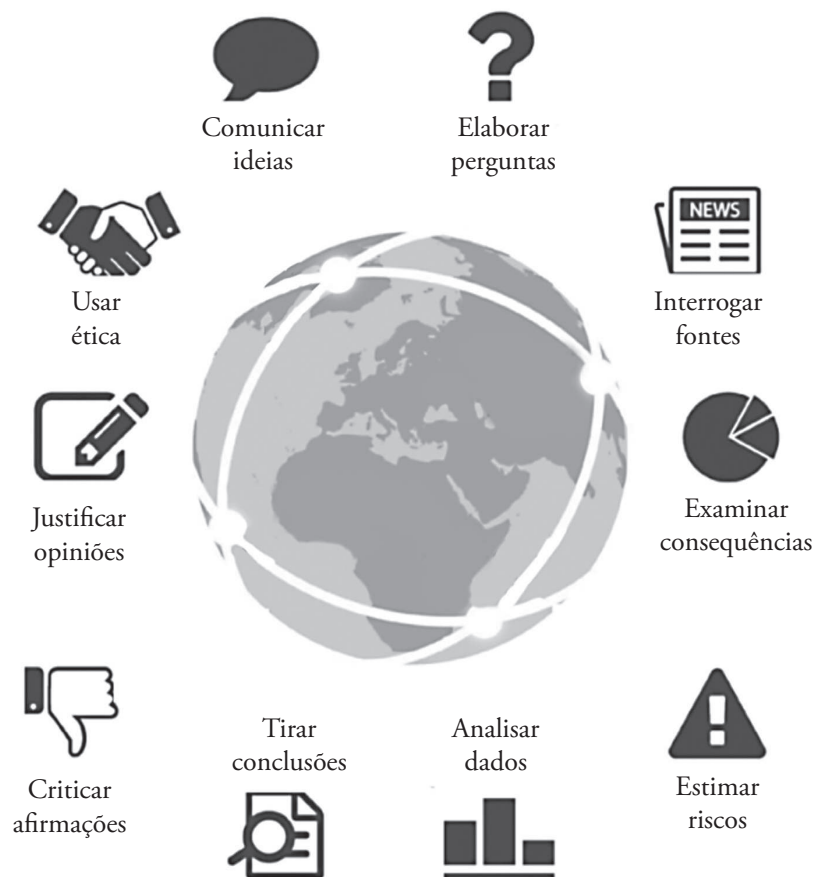 Comunicar
ideias
Elaborar
perguntas
NEWS
Interrogar
fontes
Examinar
consequências
Estimar
riscos
Analisar
dados
Tirar
conclusões
Criticar
afirmações
Justificar
opiniões
Usar
ética